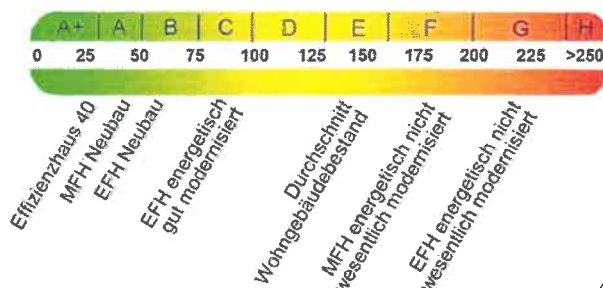 A+ A B C D E F G H
0 25 50 75 100 125 150 175 200 225 >250
Effizienzhaus 40
MFH Neubau
EFH Neubau
EFH energetisch
gut modernisiert
Durchschnitt
Wohngebäudebestand
MFH energetisch nicht
wesentlich modernisiert
EFH energetisch nicht
wesentlich modernisiert